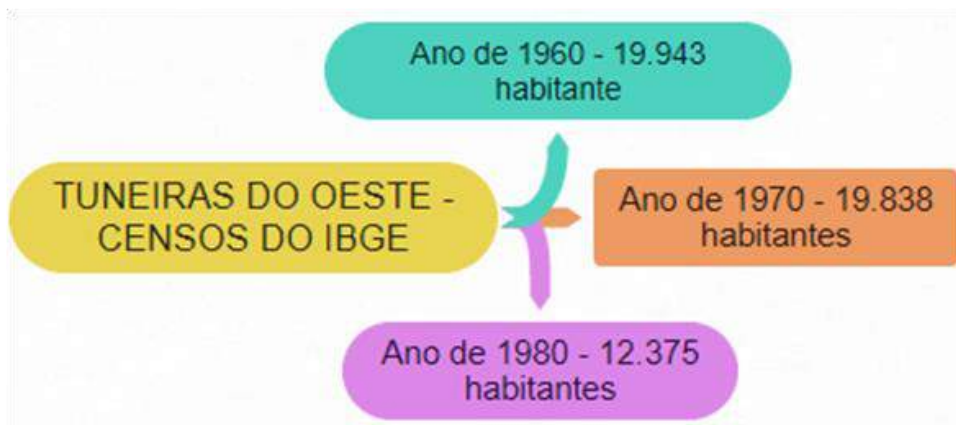 Ano de 1960 - 19.943
habitante
TUNEIRAS DO OESTE -
CENSOS DO IBGE
Ano de 1970 - 19.838
habitantes
Ano de 1980 - 12.375
habitantes